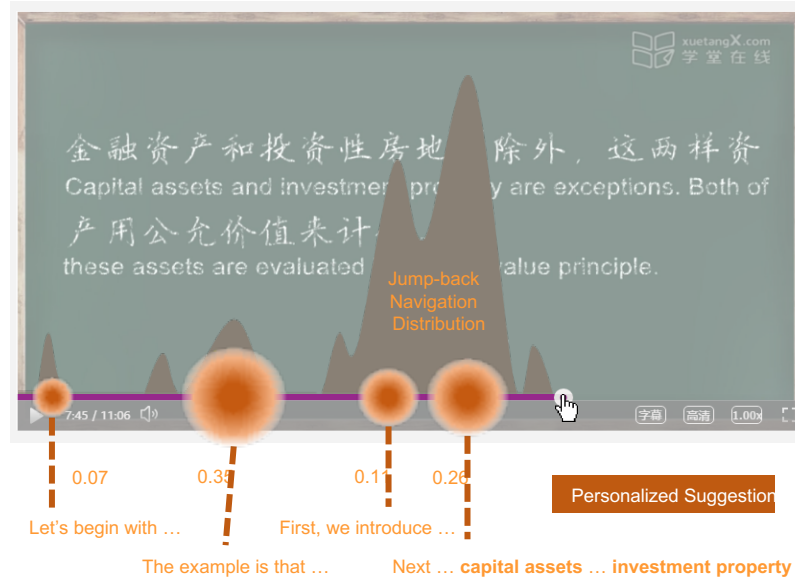 xuetangX.com
学堂在线
金融资产和投资性房地 除外，这两样资
Capital assets and investmen pro y are exceptions. Both of
产用公允价值来计
these assets are evaluated value principle.
Jump-back
Navigation
Distribution
7:45 / 11:06 字幕 高清 1.00x
0.07 0.35 0.11 0.26
Personalized Suggestion
Let's begin with … First, we introduce …
The example is that … Next … capital assets … investment property